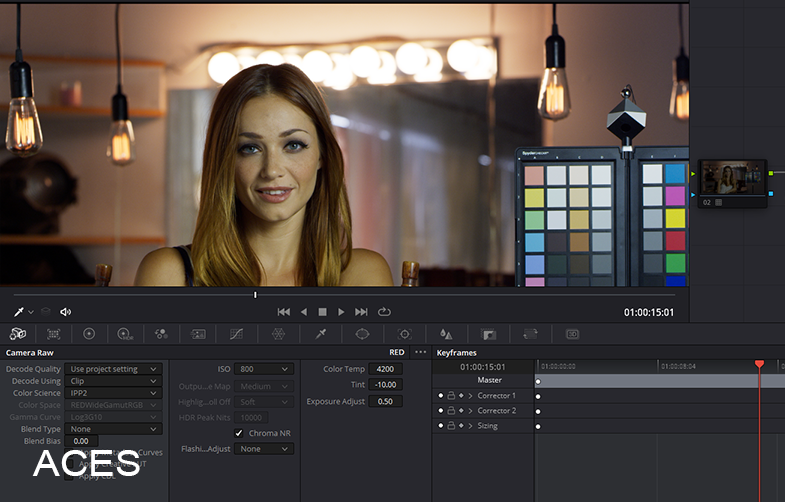 01:00:15:01
02
Camera Raw
RED
Keyframes
Decode Quality
Use project setting
Decode Using
Clip
Color Science
IPP2
Color Space
REDWideGamutRGB
Gamma Curve
Log3G10
Blend Type
None
Blend Bias
0.00
ISO
800
Outpu...e Map
Medium
Highlig...oll Off
Soft
HDR Peak Nits
10000
Chroma NR
Flashi...Adjust
None
Color Temp
4200
Tint
-10.00
Exposure Adjust
0.50
01:00:15:01
01:00:00:00
01:00:08:04
Master
Corrector 1
Corrector 2
Sizing
3D
Curves
ACES